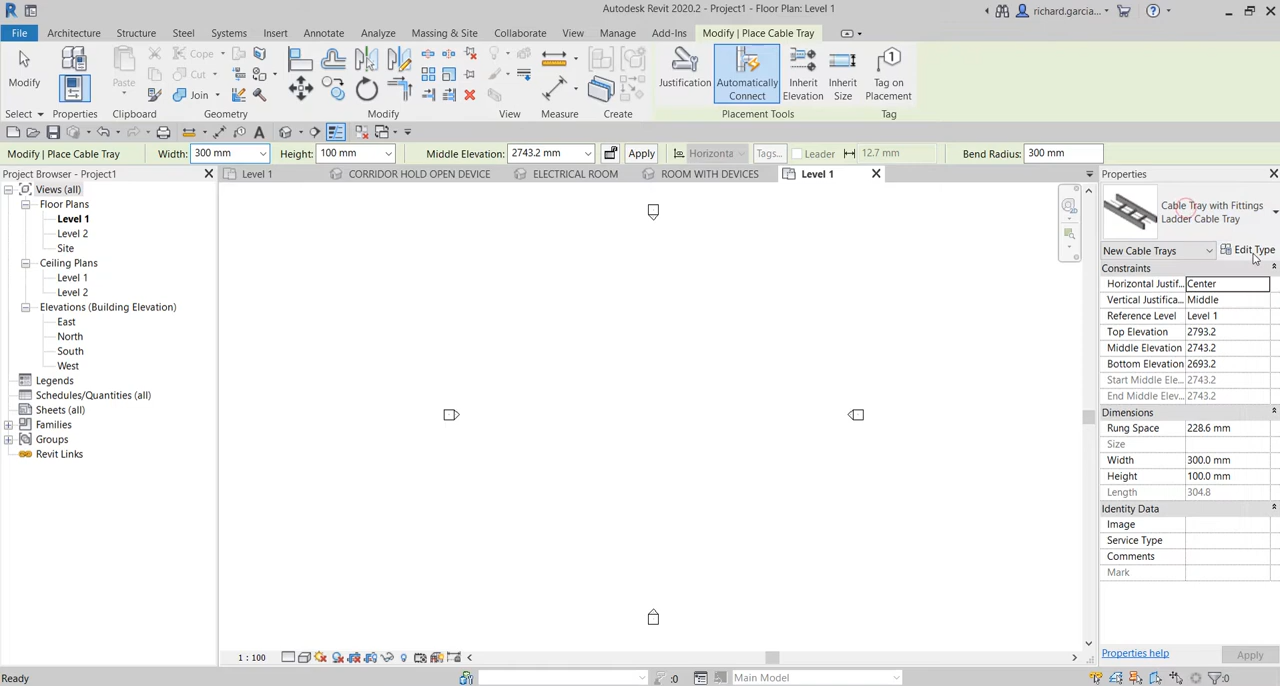 Autodesk Revit 2020.2 - Project1 - Floor Plan: Level 1
richard.garcia...
File Architecture Structure Steel Systems Insert Annotate Analyze Massing & Site Collaborate View Manage Add-Ins Modify | Place Cable Tray
Modify
Paste
Cope
Cut
Join
Justification
Automatically Connect
Inherit Elevation
Inherit Size
Tag on Placement
Select Properties Clipboard Geometry Modify View Measure Create Placement Tools Tag
Modify | Place Cable Tray Width: 300 mm Height: 100 mm Middle Elevation: 2743.2 mm Apply Horizonta Tags... Leader 12.7 mm Bend Radius: 300 mm
Project Browser - Project1
Level 1 CORRIDOR HOLD OPEN DEVICE ELECTRICAL ROOM ROOM WITH DEVICES Level 1
Views (all)
Floor Plans
Level 1
Level 2
Site
Ceiling Plans
Level 1
Level 2
Elevations (Building Elevation)
East
North
South
West
Legends
Schedules/Quantities (all)
Sheets (all)
Families
Groups
Revit Links
Properties
Cable Tray with Fittings
Ladder Cable Tray
New Cable Trays Edit Type
Constraints
Horizontal Justif... Center
Vertical Justifica... Middle
Reference Level Level 1
Top Elevation 2793.2
Middle Elevation 2743.2
Bottom Elevation 2693.2
Start Middle Ele... 2743.2
End Middle Elev... 2743.2
Dimensions
Rung Space 228.6 mm
Size
Width 300.0 mm
Height 100.0 mm
Length 304.8
Identity Data
Image
Service Type
Comments
Mark
Properties help Apply
1 : 100
Ready
:0
Main Model
:0